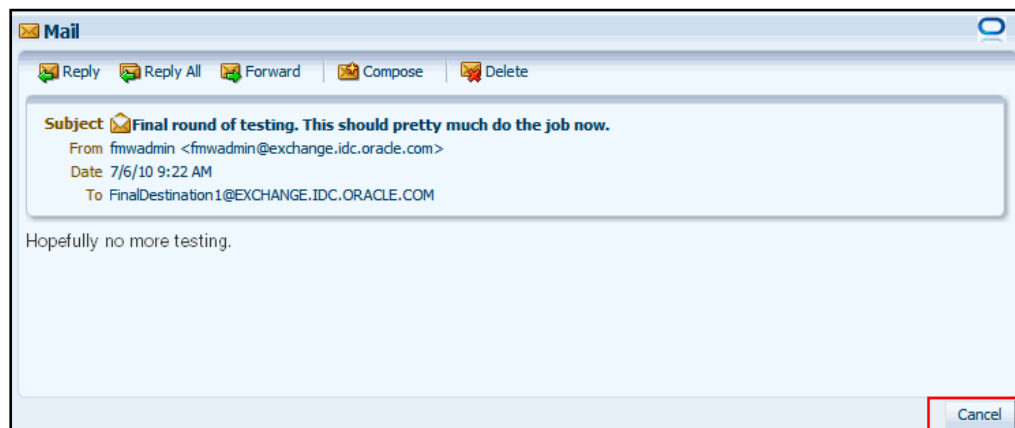 Mail
Reply Reply All Forward Compose Delete
Subject Final round of testing. This should pretty much do the job now.
From fmwadmin <fmwadmin@exchange.idc.oracle.com>
Date 7/6/10 9:22 AM
To FinalDestination1@EXCHANGE.IDC.ORACLE.COM
Hopefully no more testing.
Cancel